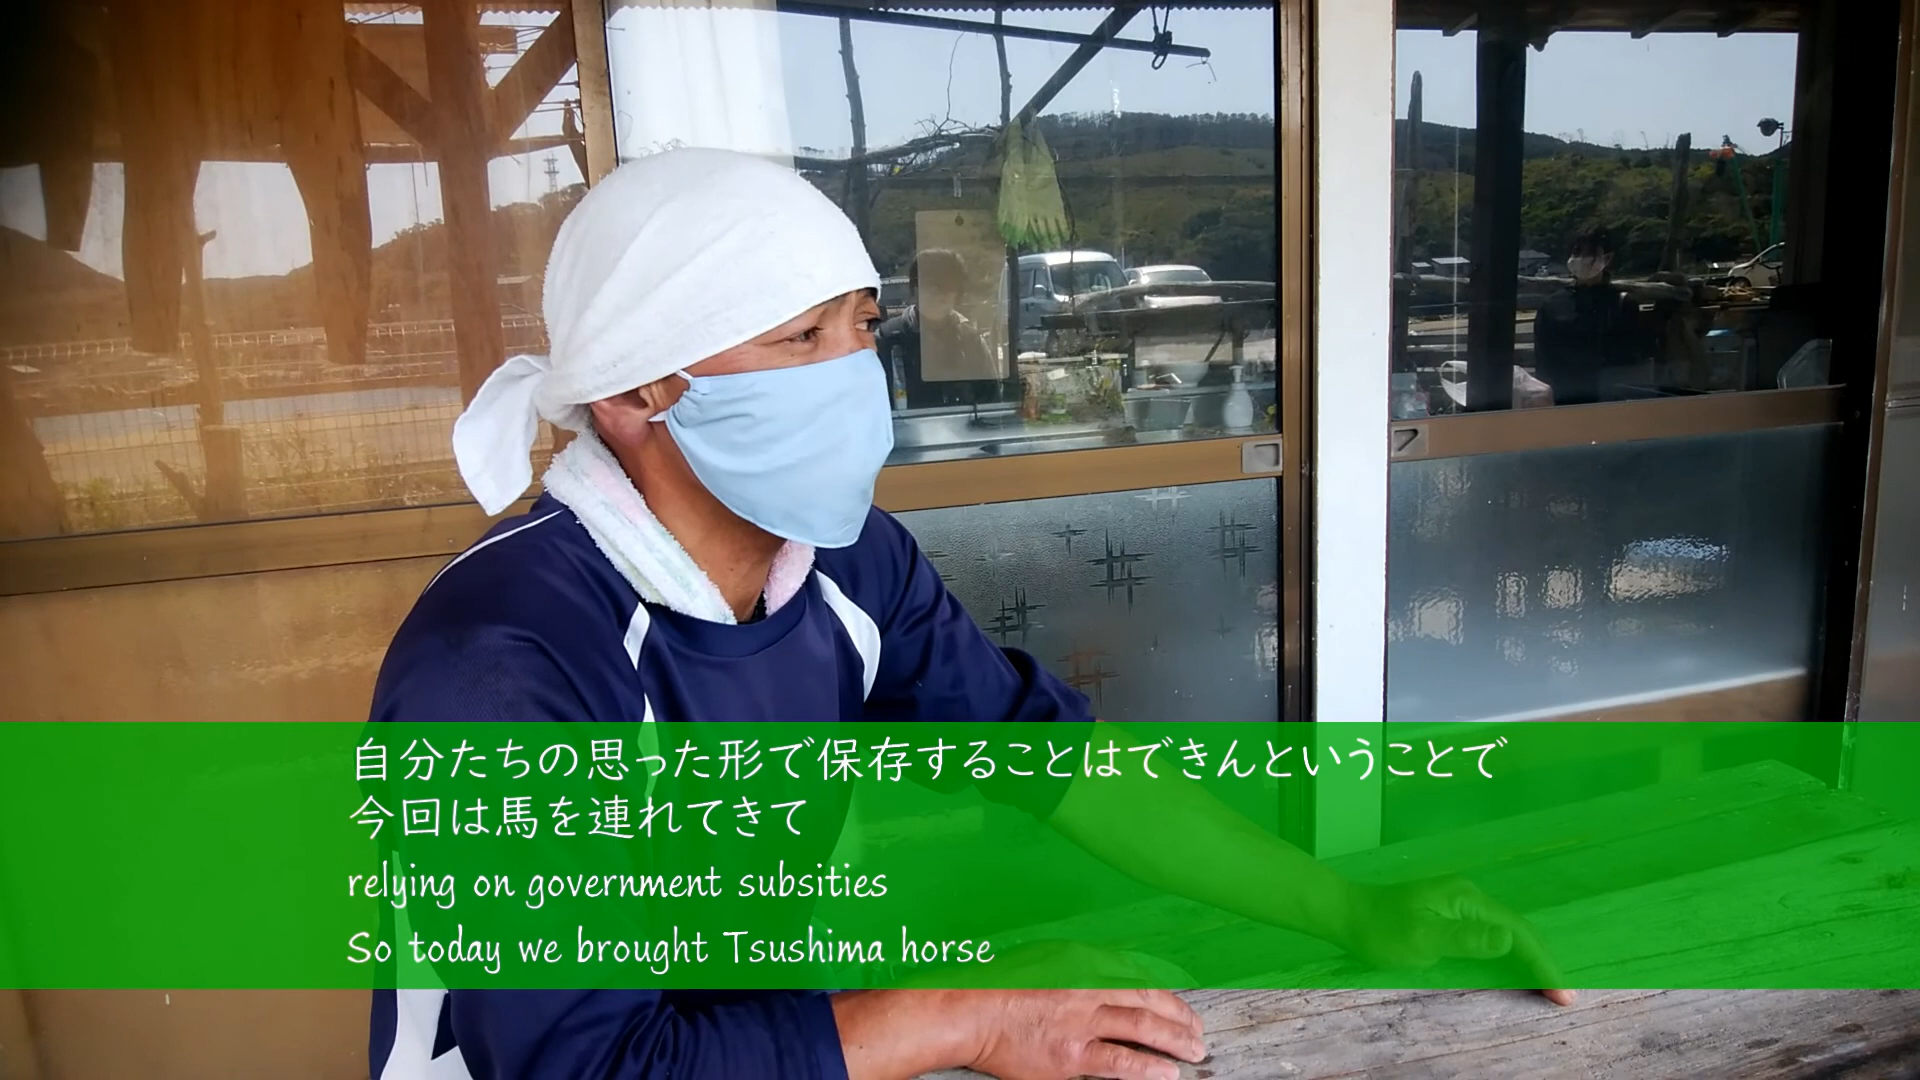 自分たちの思った形で保存することはできんということで
今回は馬を連れてきて
relying on government subsities
So today we brought Tsushima horse